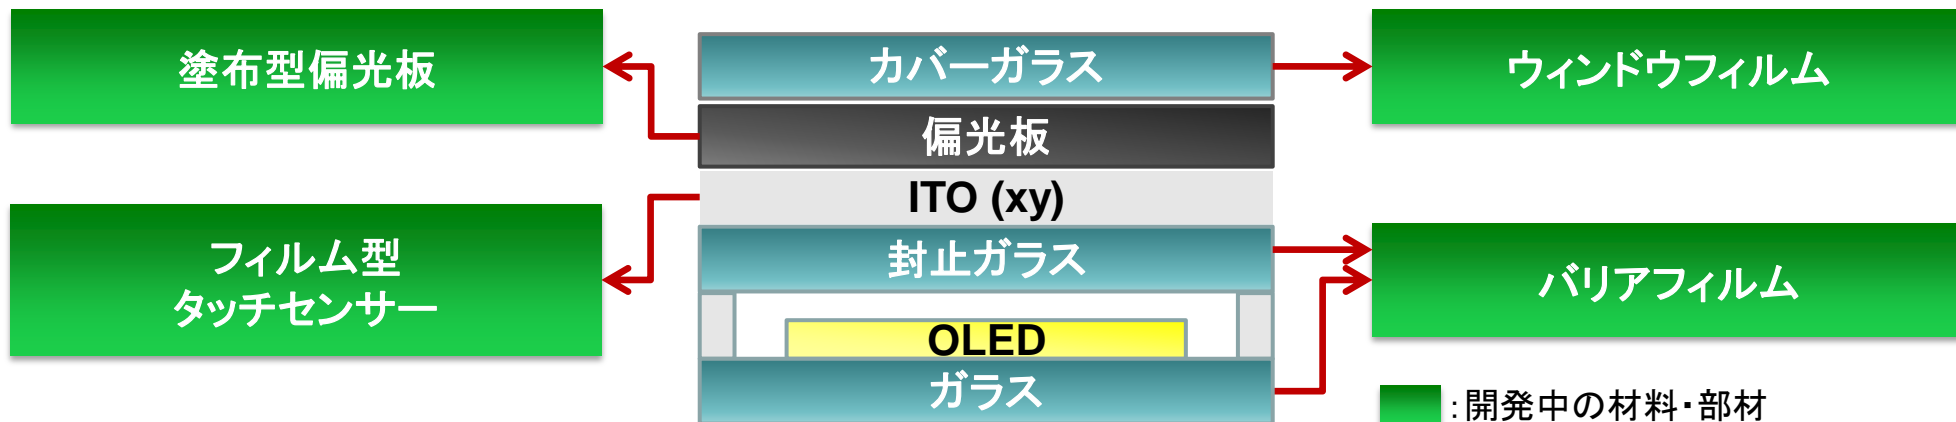 塗布型偏光板
カバーガラス
ウィンドウフィルム
偏光板
ITO (xy)
フィルム型
タッチセンサー
封止ガラス
バリアフィルム
OLED
ガラス
:開発中の材料・部材